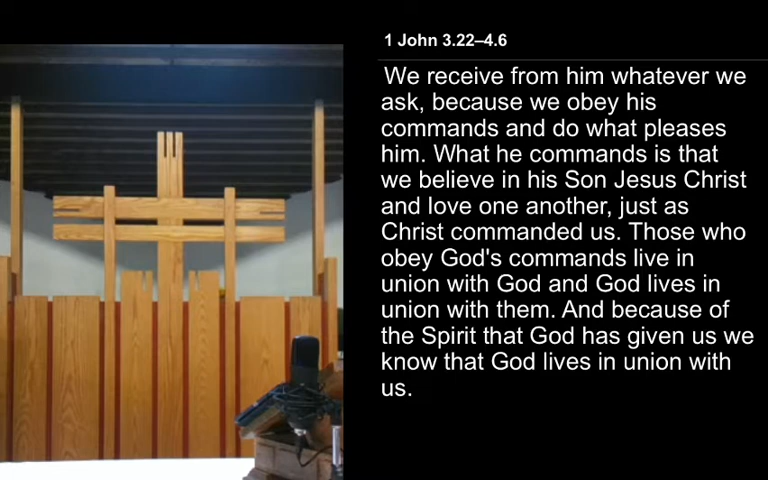 1 John 3.22–4.6
We receive from him whatever we
ask, because we obey his
commands and do what pleases
him. What he commands is that
we believe in his Son Jesus Christ
and love one another, just as
Christ commanded us. Those who
obey God's commands live in
union with God and God lives in
union with them. And because of
the Spirit that God has given us we
know that God lives in union with
us.